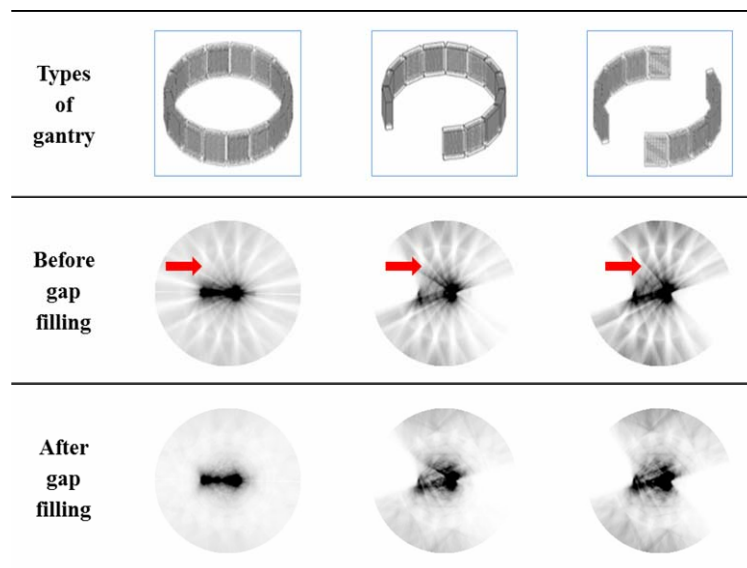 Types
of
gantry
Before
gap
filling
After
gap
filling